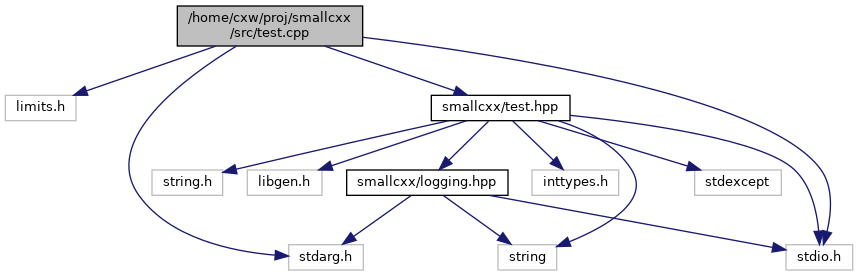 /home/cxw/proj/smallcxx
/src/test.cpp
limits.h
smallcxx/test.hpp
string.h
libgen.h
smallcxx/logging.hpp
inttypes.h
stdexcept
stdarg.h
string
stdio.h